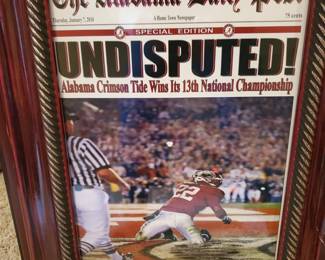 The Alabama Daily Post
Thursday, January 7, 2010
A Home Town Newspaper
75 cents
SPECIAL EDITION
UNDISPUTED!
Alabama Crimson Tide Wins Its 13th National Championship
22